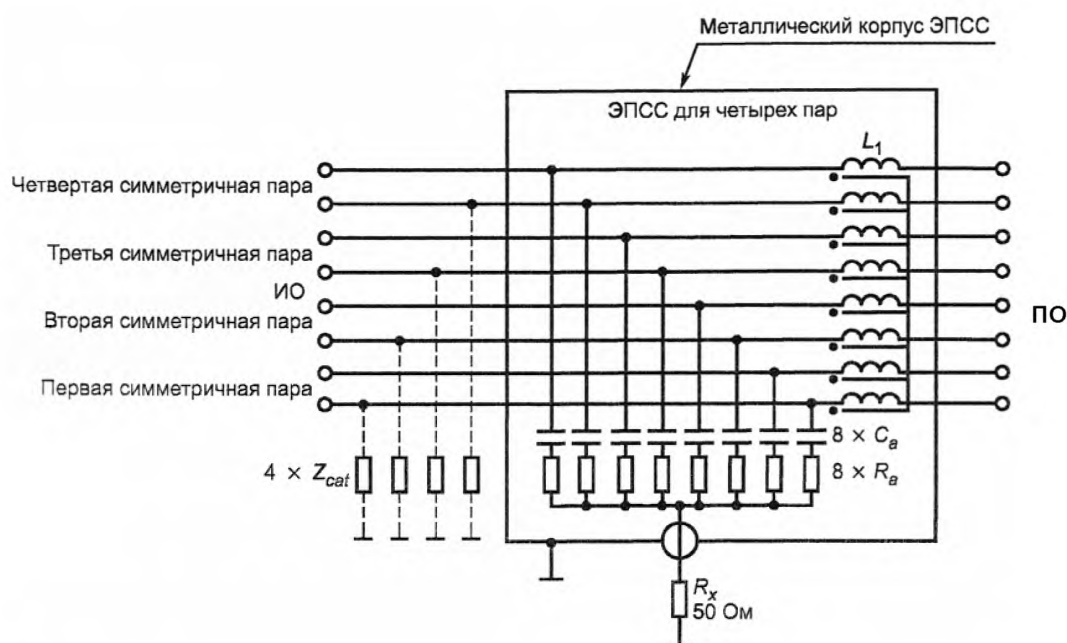 Металлический корпус ЭПСС
ЭПСС для четырех пар
L₁
Четвертая симметричная пара
Третья симметричная пара
ИО
Вторая симметричная пара
ПО
Первая симметричная пара
8 × Cₐ
4 × Z_cat
8 × Rₐ
Rₓ
50 Ом